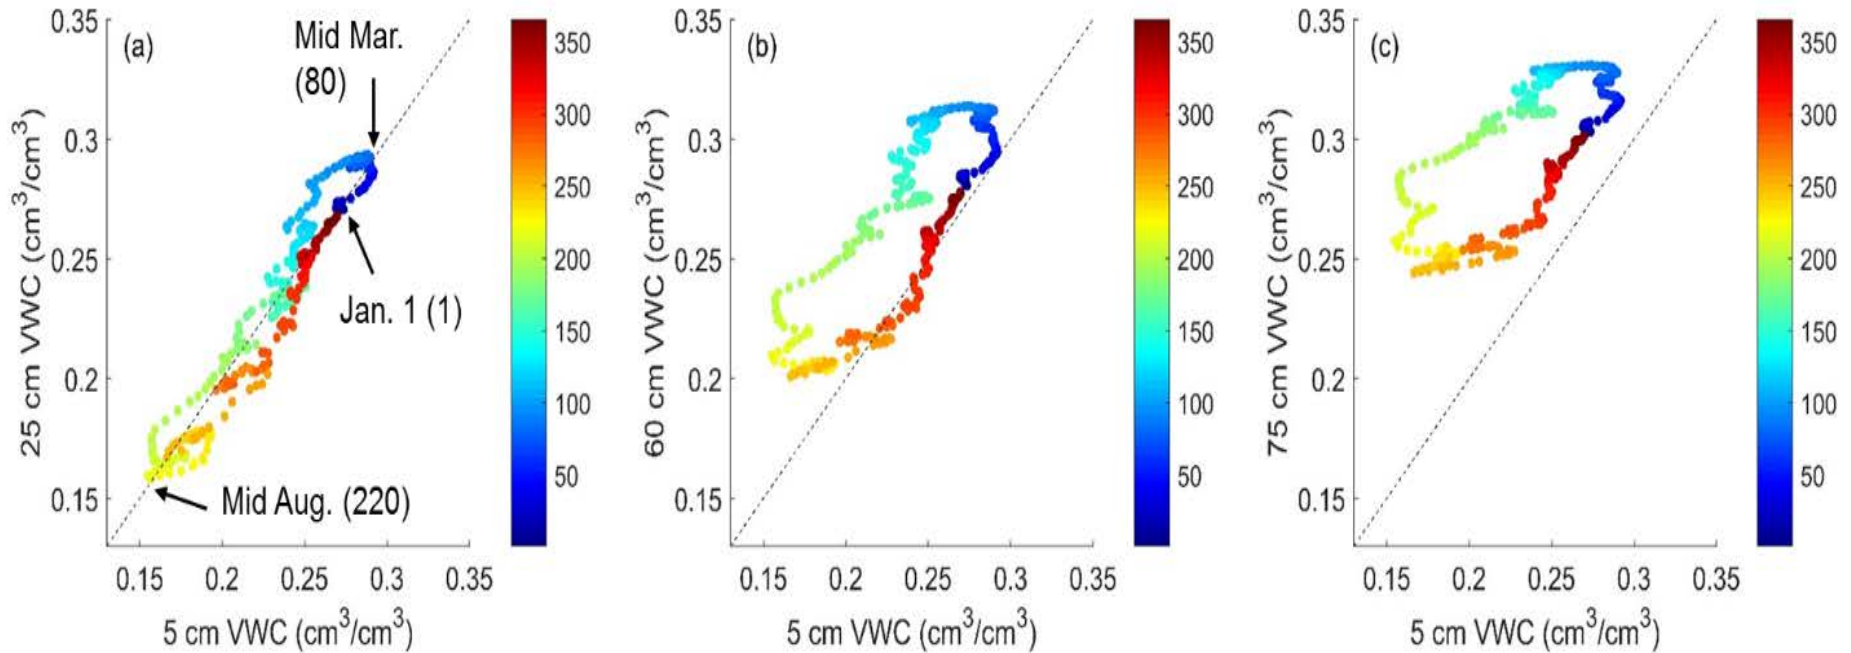 (a)
Mid Mar.
(80)
Jan. 1 (1)
Mid Aug. (220)
25 cm VWC (cm³/cm³)
0.35
0.3
0.25
0.2
0.15
0.15 0.2 0.25 0.3 0.35
5 cm VWC (cm³/cm³)
350
300
250
200
150
100
50
(b)
60 cm VWC (cm³/cm³)
0.35
0.3
0.25
0.2
0.15
0.15 0.2 0.25 0.3 0.35
5 cm VWC (cm³/cm³)
350
300
250
200
150
100
50
(c)
75 cm VWC (cm³/cm³)
0.35
0.3
0.25
0.2
0.15
0.15 0.2 0.25 0.3 0.35
5 cm VWC (cm³/cm³)
350
300
250
200
150
100
50